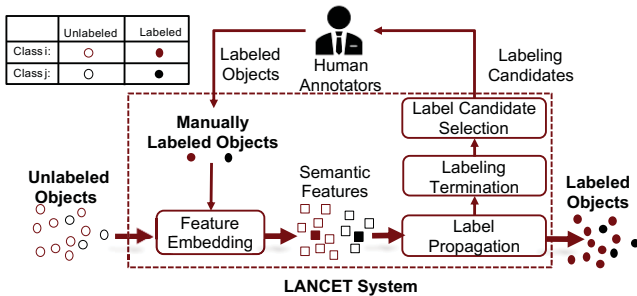 Unlabeled Labeled
Class i:
Class j:
Labeled
Objects
Human
Annotators
Labeling
Candidates
Manually
Labeled Objects
Label Candidate
Selection
Unlabeled
Objects
Semantic
Features
Labeling
Termination
Labeled
Objects
Feature
Embedding
Label
Propagation
LANCET System